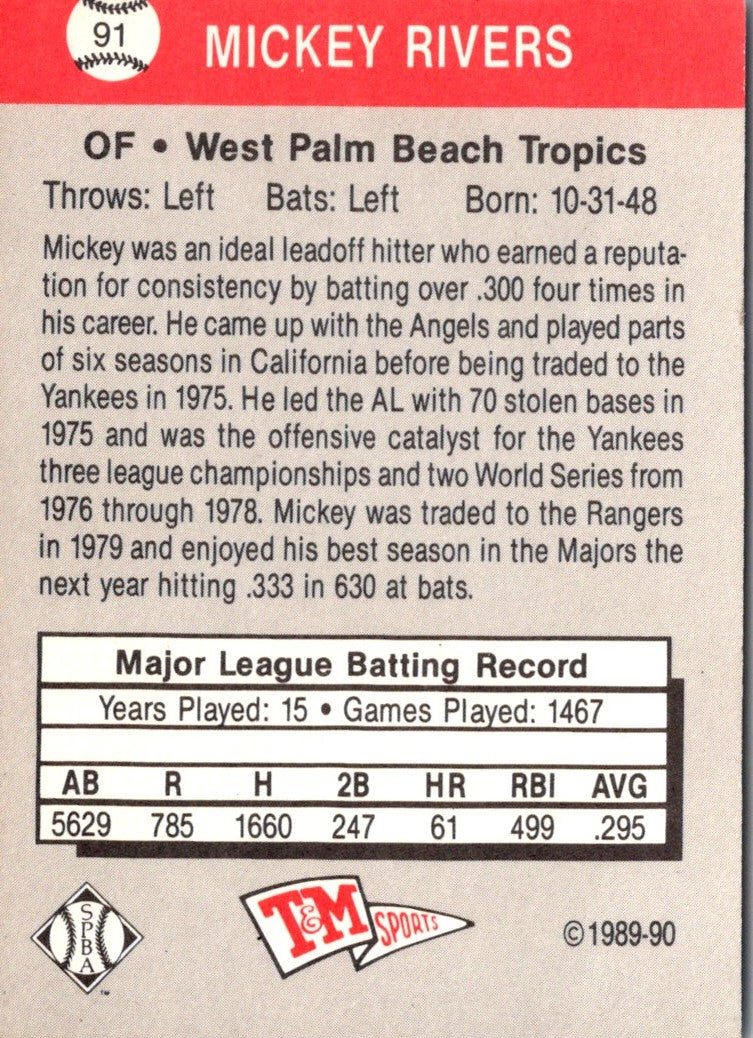 91
MICKEY RIVERS
OF • West Palm Beach Tropics
Throws: Left Bats: Left Born: 10-31-48
Mickey was an ideal leadoff hitter who earned a reputa-
tion for consistency by batting over .300 four times in
his career. He came up with the Angels and played parts
of six seasons in California before being traded to the
Yankees in 1975. He led the AL with 70 stolen bases in
1975 and was the offensive catalyst for the Yankees
three league championships and two World Series from
1976 through 1978. Mickey was traded to the Rangers
in 1979 and enjoyed his best season in the Majors the
next year hitting .333 in 630 at bats.
Major League Batting Record
Years Played: 15 • Games Played: 1467
AB R H 2B HR RBI AVG
5629 785 1660 247 61 499 .295
SPBA ™
T&M SPORTS
© 1989-90